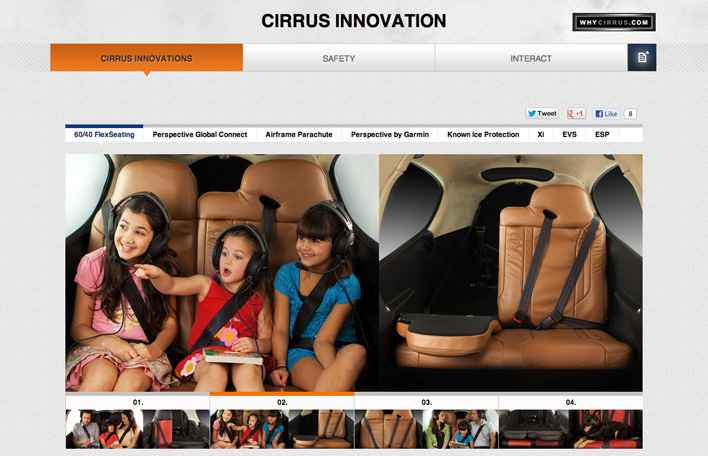 CIRRUS INNOVATION
WHYCIRRUS.COM
CIRRUS INNOVATIONS SAFETY INTERACT
Tweet +1 Like 8
60/40 FlexSeating Perspective Global Connect Airframe Parachute Perspective by Garmin Known Ice Protection Xi EVS ESP
01. 02. 03. 04.